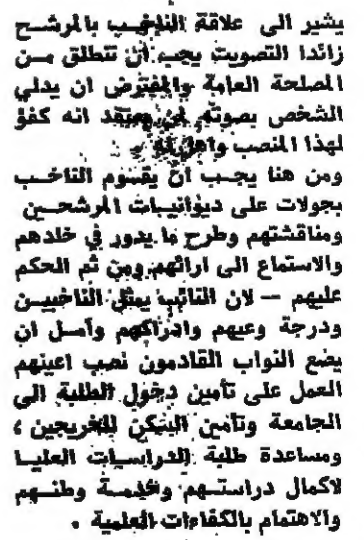 يشير الى علاقة الناخب بالمرشح
زائدا التصويت يجب أن تنطلق من
المصلحة العامة والمفترض ان يدلي
الشخص بصوته لمن يعتقد انه كفؤ
لهذا المنصب واهل له .
ومن هنا يجب ان يقوم الناخب
بجولات على ديوانيات المرشحين
ومناقشتهم وطرح ما يدور في خلدهم
والاستماع الى ارائهم ومن ثم الحكم
عليهم — لان النائب يمثل الناخبين
ودرجة وعيهم وادراكهم وآمل ان
يضع النواب القادمون نصب اعينهم
العمل على تأمين دخول الطلبة الى
الجامعة وتأمين السكن للخريجين ،
ومساعدة طلبة الدراسات العليا
لاكمال دراستهم وخدمة وطنهم
والاهتمام بالكفاءات العلمية .